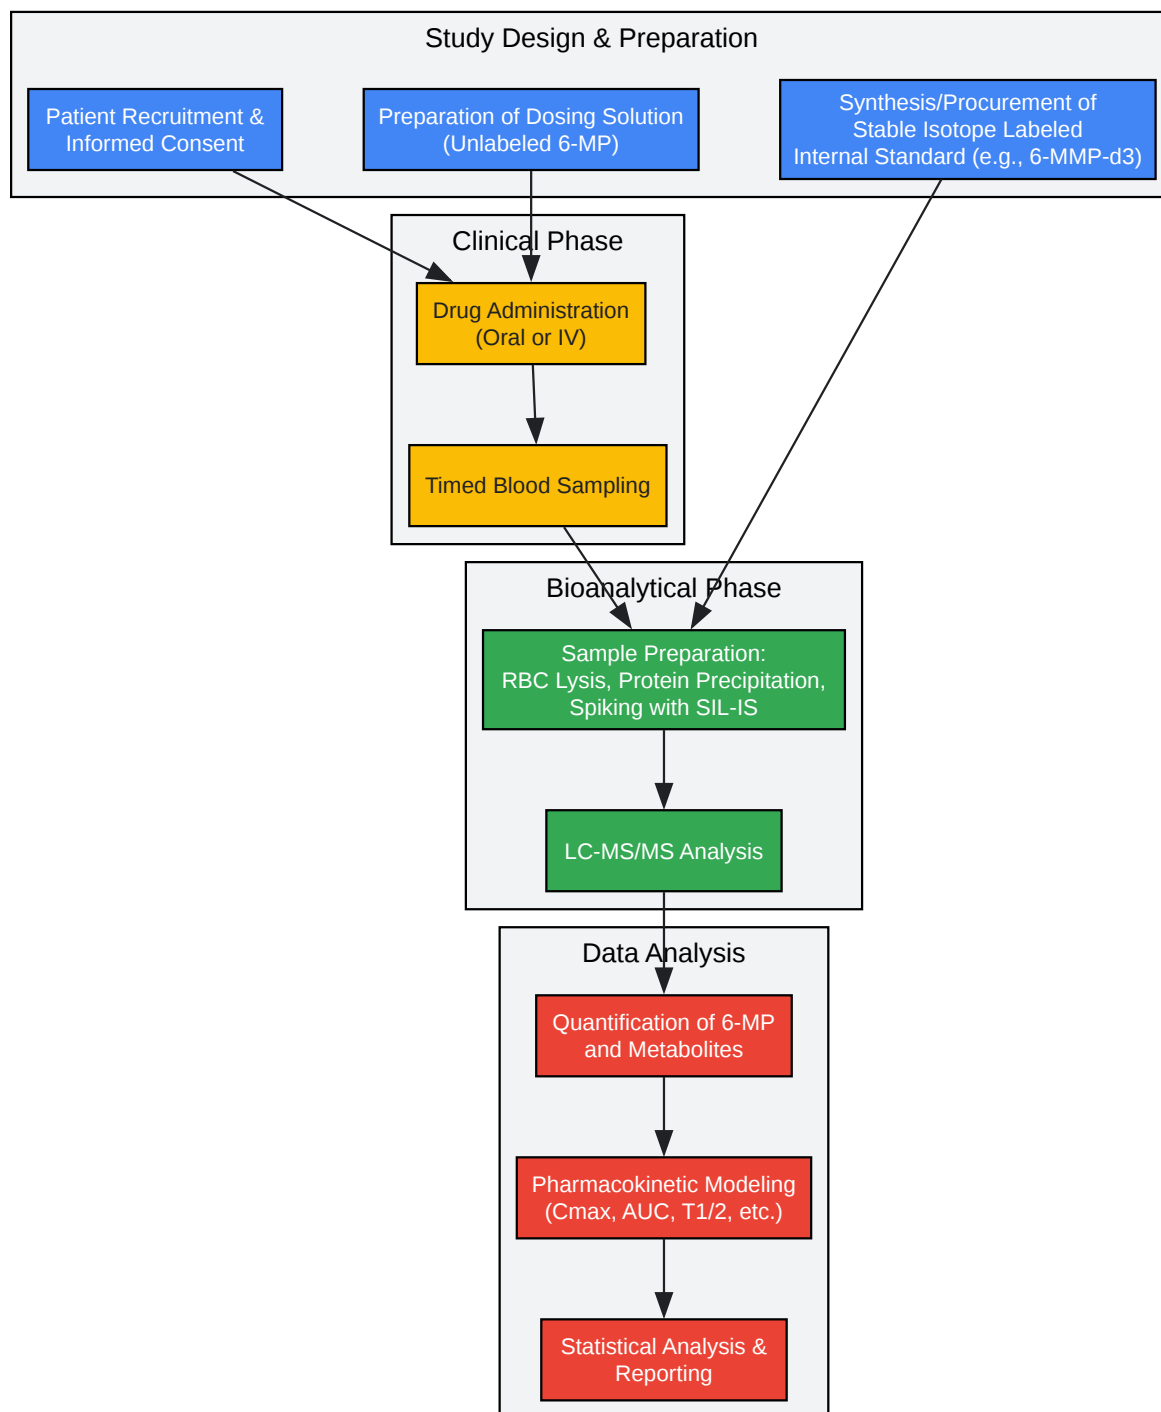 Study Design & Preparation
Patient Recruitment &
Informed Consent
Preparation of Dosing Solution
(Unlabeled 6-MP)
Synthesis/Procurement of
Stable Isotope Labeled
Internal Standard (e.g., 6-MMP-d3)
Clinical Phase
Drug Administration
(Oral or IV)
Timed Blood Sampling
Bioanalytical Phase
Sample Preparation:
RBC Lysis, Protein Precipitation,
Spiking with SIL-IS
LC-MS/MS Analysis
Data Analysis
Quantification of 6-MP
and Metabolites
Pharmacokinetic Modeling
(Cmax, AUC, T1/2, etc.)
Statistical Analysis &
Reporting